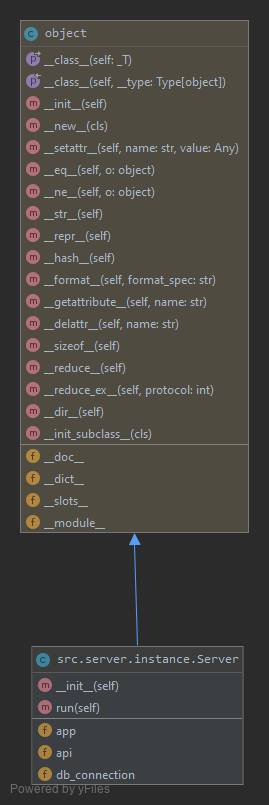 object
__class__(self: _T)
__class__(self, __type: Type[object])
__init__(self)
__new__(cls)
__setattr__(self, name: str, value: Any)
__eq__(self, o: object)
__ne__(self, o: object)
__str__(self)
__repr__(self)
__hash__(self)
__format__(self, format_spec: str)
__getattribute__(self, name: str)
__delattr__(self, name: str)
__sizeof__(self)
__reduce__(self)
__reduce_ex__(self, protocol: int)
__dir__(self)
__init_subclass__(cls)
__doc__
__dict__
__slots__
__module__
src.server.instance.Server
__init__(self)
run(self)
app
api
db_connection
Powered by yFiles